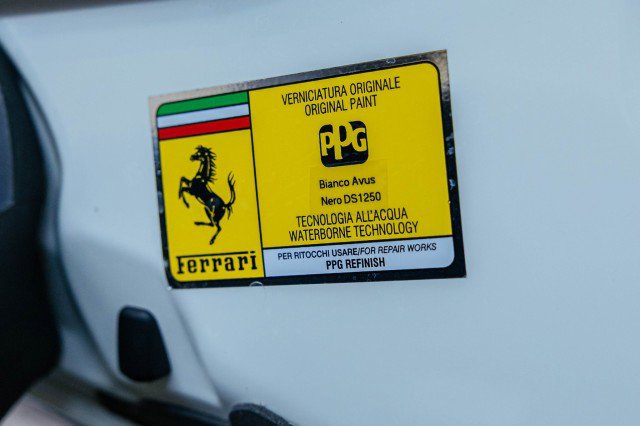 VERNICIATURA ORIGINALE
ORIGINAL PAINT
PPG
Bianco Avus
Nero DS1250
TECNOLOGIA ALL'ACQUA
WATERBORNE TECHNOLOGY
Ferrari
PER RITOCCHI USARE/FOR REPAIR WORKS
PPG REFINISH